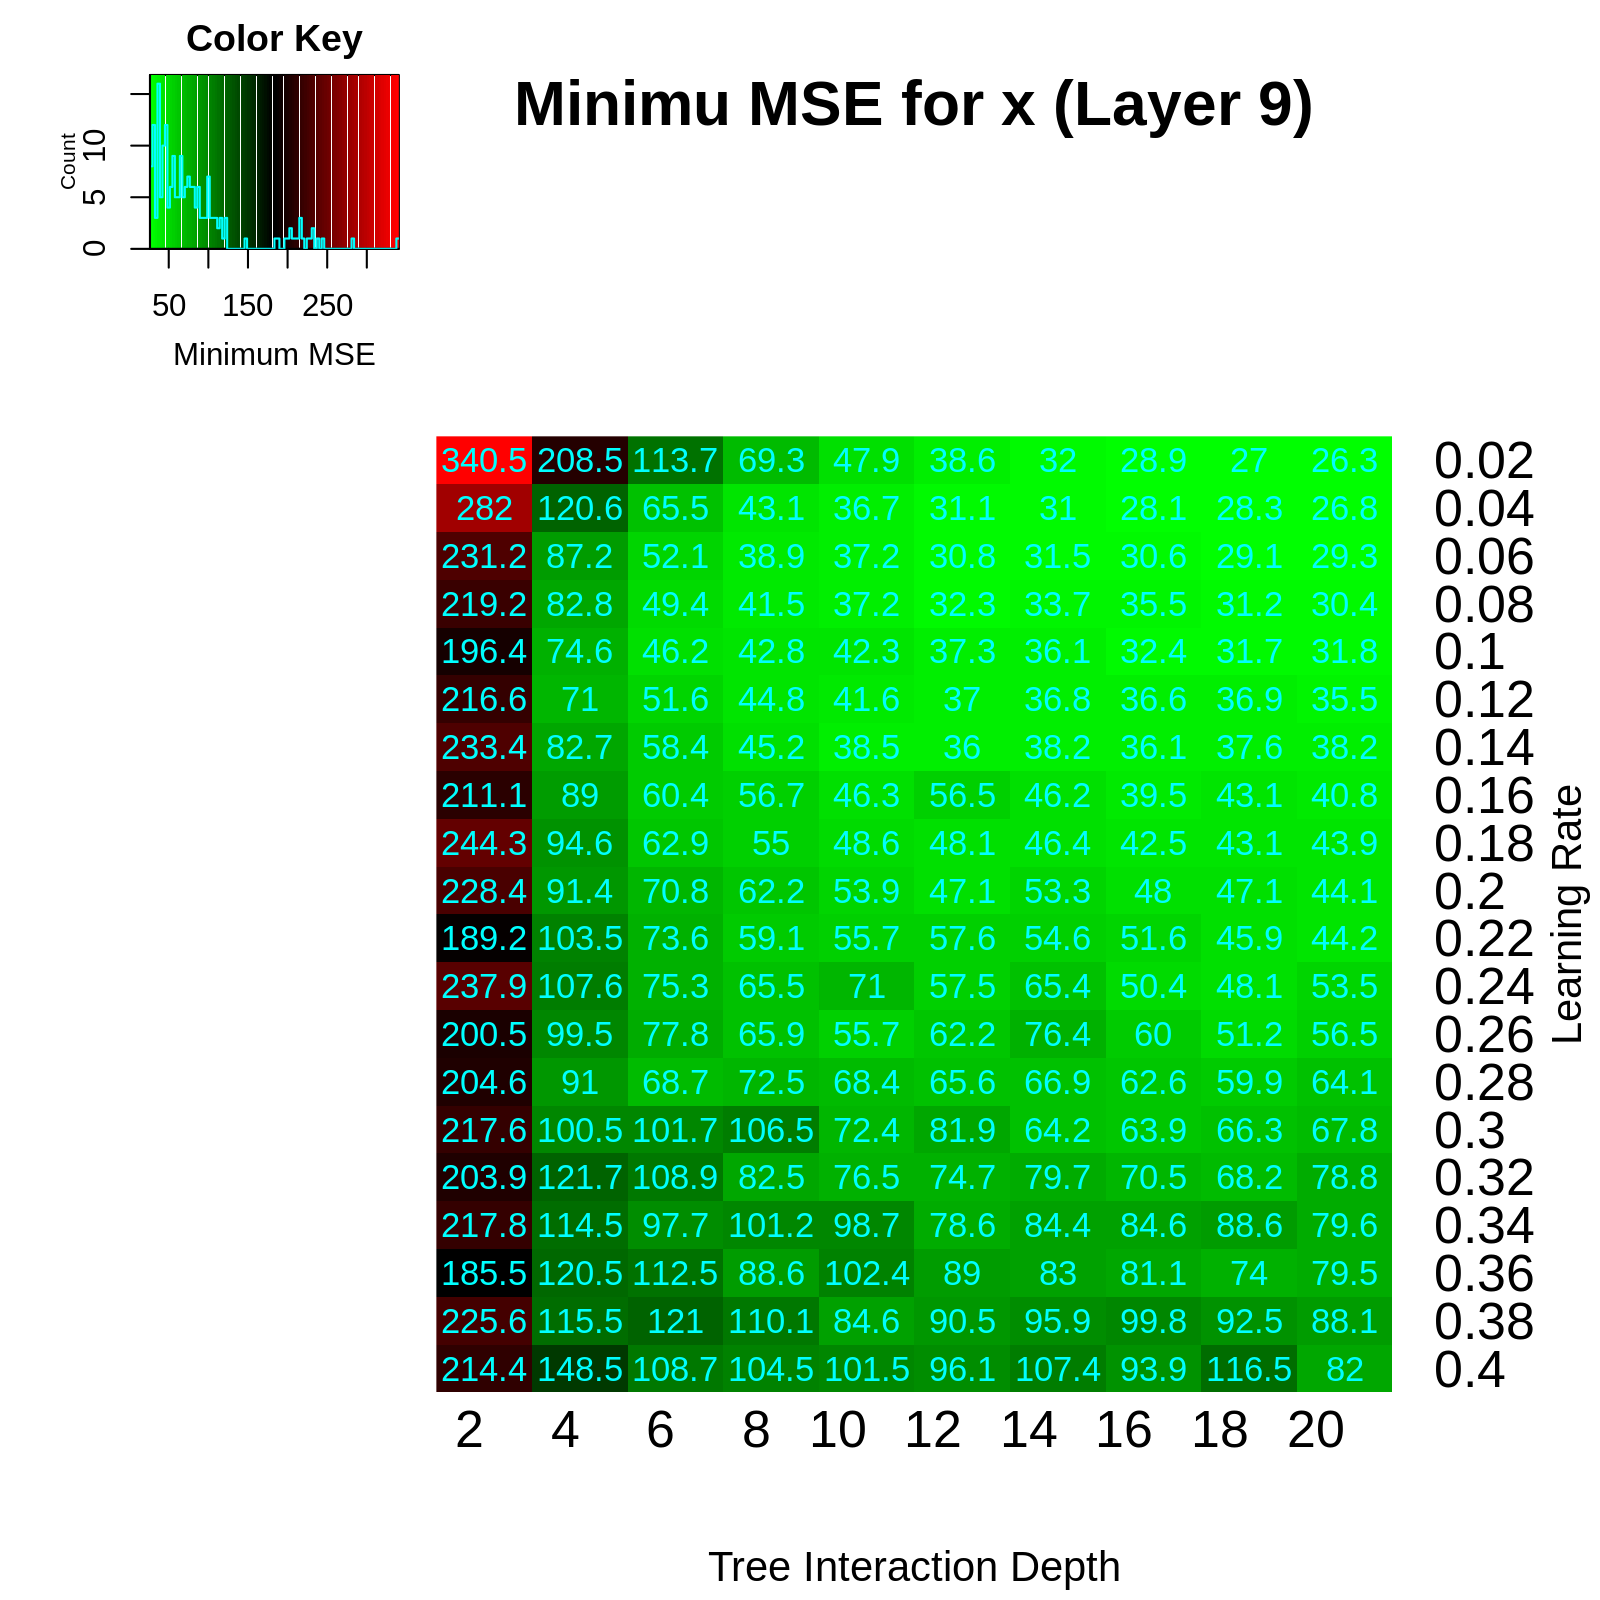 Color Key
Minimu MSE for x (Layer 9)
Count
0 5 10
50 150 250
Minimum MSE
340.5 208.5 113.7 69.3 47.9 38.6 32 28.9 27 26.3 0.02
282 120.6 65.5 43.1 36.7 31.1 31 28.1 28.3 26.8 0.04
231.2 87.2 52.1 38.9 37.2 30.8 31.5 30.6 29.1 29.3 0.06
219.2 82.8 49.4 41.5 37.2 32.3 33.7 35.5 31.2 30.4 0.08
196.4 74.6 46.2 42.8 42.3 37.3 36.1 32.4 31.7 31.8 0.1
216.6 71 51.6 44.8 41.6 37 36.8 36.6 36.9 35.5 0.12
233.4 82.7 58.4 45.2 38.5 36 38.2 36.1 37.6 38.2 0.14
211.1 89 60.4 56.7 46.3 56.5 46.2 39.5 43.1 40.8 0.16
244.3 94.6 62.9 55 48.6 48.1 46.4 42.5 43.1 43.9 0.18
228.4 91.4 70.8 62.2 53.9 47.1 53.3 48 47.1 44.1 0.2
189.2 103.5 73.6 59.1 55.7 57.6 54.6 51.6 45.9 44.2 0.22
237.9 107.6 75.3 65.5 71 57.5 65.4 50.4 48.1 53.5 0.24
200.5 99.5 77.8 65.9 55.7 62.2 76.4 60 51.2 56.5 0.26
204.6 91 68.7 72.5 68.4 65.6 66.9 62.6 59.9 64.1 0.28
217.6 100.5 101.7 106.5 72.4 81.9 64.2 63.9 66.3 67.8 0.3
203.9 121.7 108.9 82.5 76.5 74.7 79.7 70.5 68.2 78.8 0.32
217.8 114.5 97.7 101.2 98.7 78.6 84.4 84.6 88.6 79.6 0.34
185.5 120.5 112.5 88.6 102.4 89 83 81.1 74 79.5 0.36
225.6 115.5 121 110.1 84.6 90.5 95.9 99.8 92.5 88.1 0.38
214.4 148.5 108.7 104.5 101.5 96.1 107.4 93.9 116.5 82 0.4
Learning Rate
2 4 6 8 10 12 14 16 18 20
Tree Interaction Depth